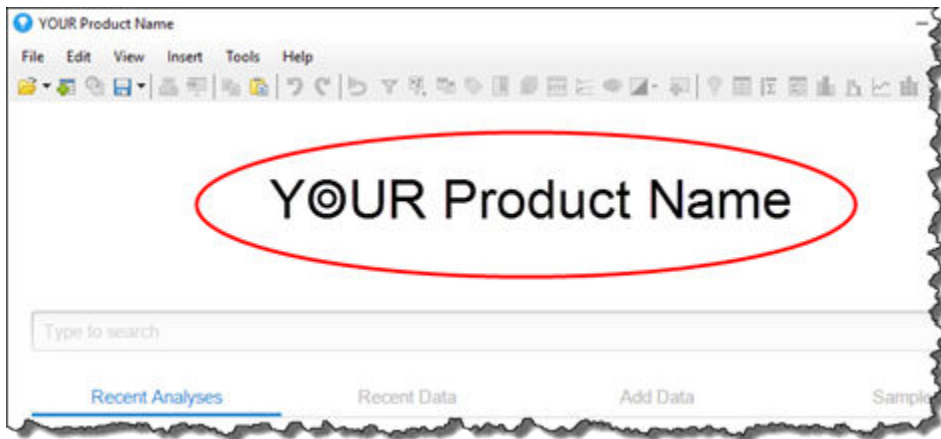 YOUR Product Name
File Edit View Insert Tools Help
Y◎UR Product Name
Type to search
Recent Analyses Recent Data Add Data Sample